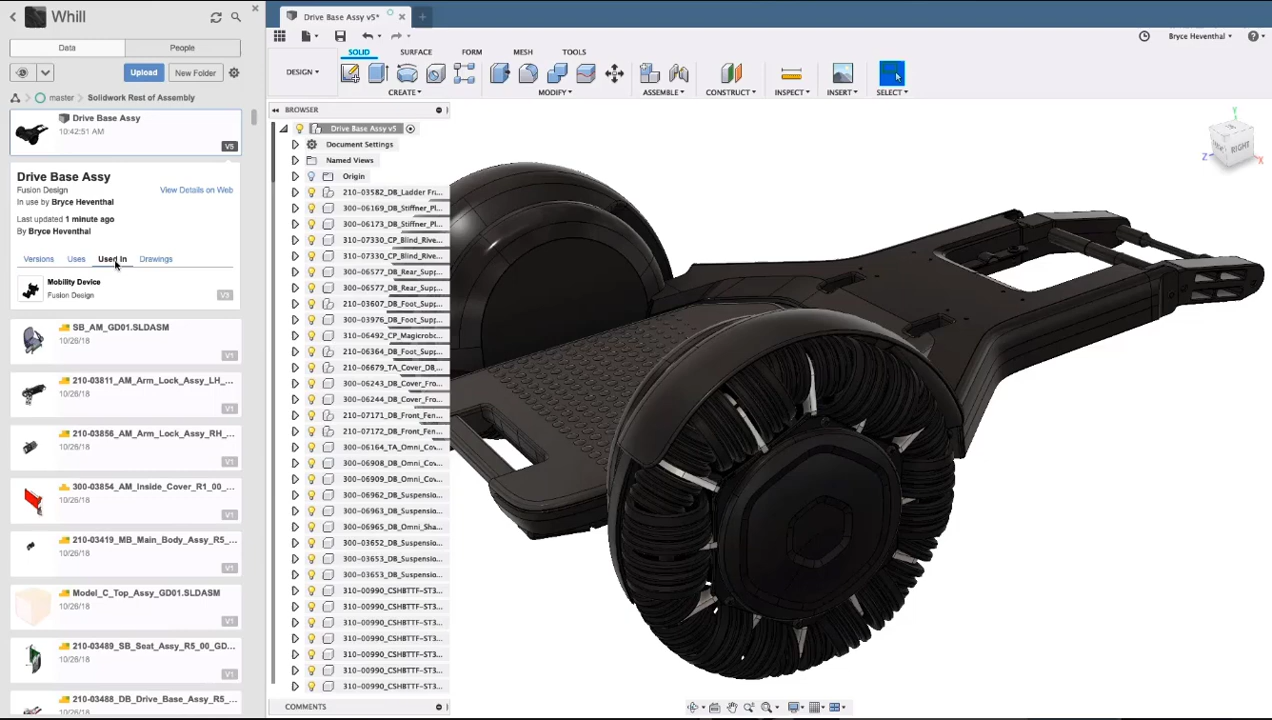 Whill
Data
People
Upload
New Folder
master
Solidwork Rest of Assembly
Drive Base Assy
10:42:51 AM
V5
Drive Base Assy
Fusion Design
View Details on Web
In use by Bryce Heventhal
Last updated 1 minute ago
By Bryce Heventhal
Versions
Uses
Used In
Drawings
Mobility Device
Fusion Design
V3
SB_AM_GD01.SLDASM
10/26/18
V1
210-03811_AM_Arm_Lock_Assy_LH_...
10/26/18
V1
210-03856_AM_Arm_Lock_Assy_RH_...
10/26/18
V1
300-03854_AM_Inside_Cover_R1_00_...
10/26/18
V1
210-03419_MB_Main_Body_Assy_R5_...
10/26/18
V1
Model_C_Top_Assy_GD01.SLDASM
10/26/18
V1
210-03489_SB_Seat_Assy_R5_00_GD...
10/26/18
V1
210-03488_DB_Drive_Base_Assy_R5_...
10/26/18
Drive Base Assy v5*
Bryce Heventhal
SOLID
SURFACE
FORM
MESH
TOOLS
DESIGN
CREATE
MODIFY
ASSEMBLE
CONSTRUCT
INSPECT
INSERT
SELECT
BROWSER
Drive Base Assy v5
Document Settings
Named Views
Origin
210-03582_DB_Ladder Fr...
300-06169_DB_Stiffner_Pl...
300-06173_DB_Stiffner_Pl...
310-07330_CP_Blind_Rive...
310-07330_CP_Blind_Rive...
300-06577_DB_Rear_Supp...
300-06577_DB_Rear_Supp...
210-03607_DB_Foot_Supp...
300-03976_DB_Foot_Supp...
310-06492_CP_Magicrobo...
210-06364_DB_Foot_Supp...
210-06679_TA_Cover_DB_...
300-06243_DB_Cover_Fro...
300-06244_DB_Cover_Fro...
210-07171_DB_Front_Fen...
210-07172_DB_Front_Fen...
300-06164_TA_Omni_Cov...
300-06908_DB_Omni_Cov...
300-06909_DB_Omni_Cov...
300-06962_DB_Suspensio...
300-06963_DB_Suspensio...
300-06965_DB_Omni_Sha...
300-03652_DB_Suspensio...
300-03653_DB_Suspensio...
300-03653_DB_Suspensio...
310-00990_CSHBTTF-ST3...
310-00990_CSHBTTF-ST3...
310-00990_CSHBTTF-ST3...
310-00990_CSHBTTF-ST3...
310-00990_CSHBTTF-ST3...
310-00990_CSHBTTF-ST3...
310-00990_CSHBTTF-ST3...
COMMENTS
Y
RIGHT
Z
X